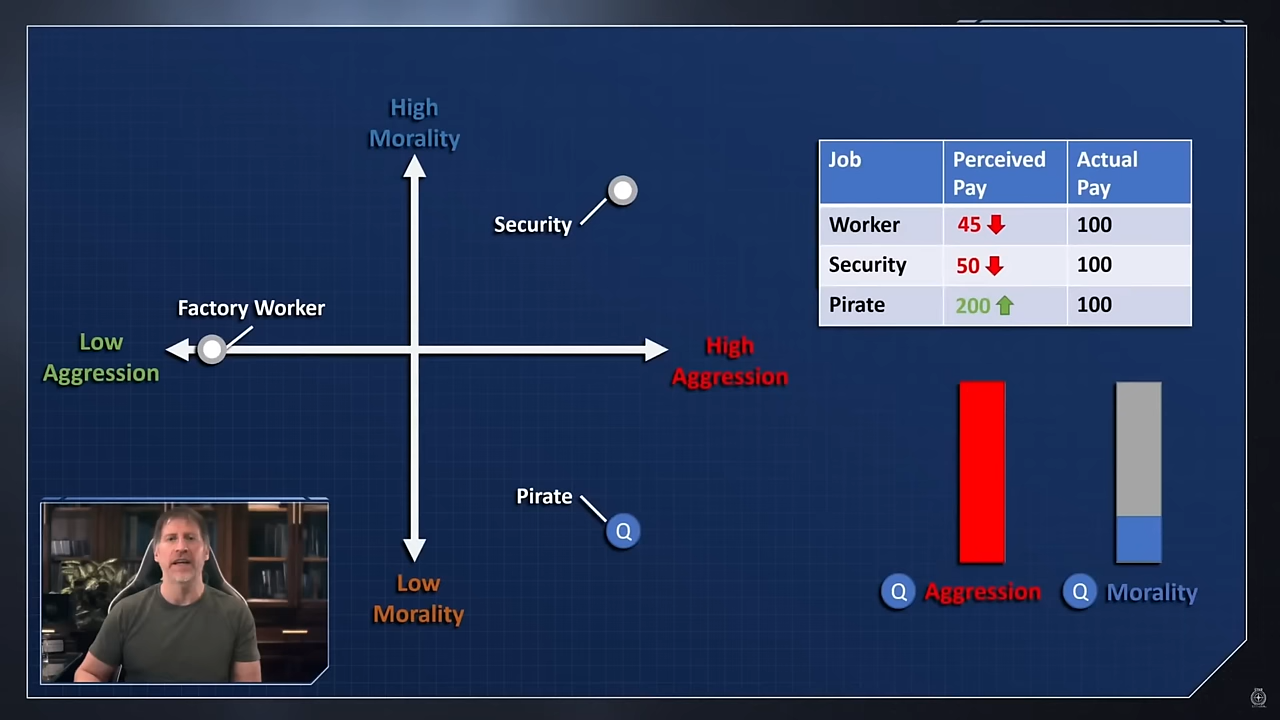 High
Morality
Security
Factory Worker
Low
Aggression
High
Aggression
Pirate
Q
Low
Morality
Job Perceived Pay Actual Pay
Worker 45 100
Security 50 100
Pirate 200 100
Q Aggression
Q Morality